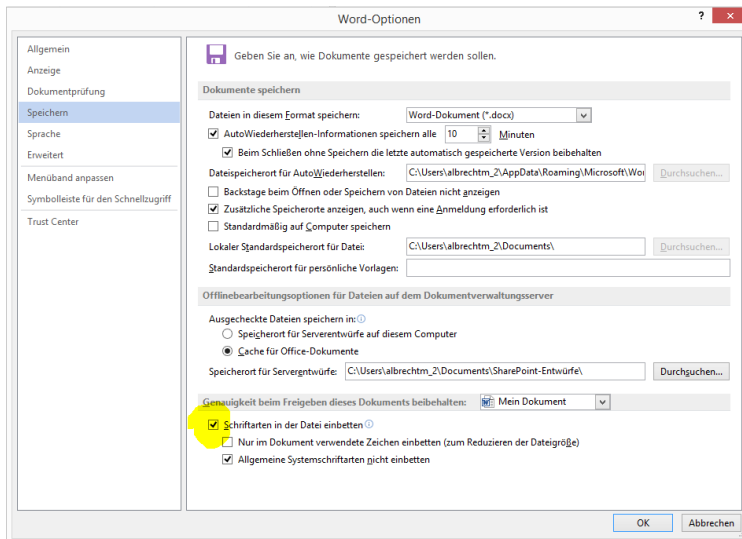 Word-Optionen
?
Allgemein
Anzeige
Dokumentprüfung
Speichern
Sprache
Erweitert
Menüband anpassen
Symbolleiste für den Schnellzugriff
Trust Center
Geben Sie an, wie Dokumente gespeichert werden sollen.
Dokumente speichern
Dateien in diesem Format speichern: Word-Dokument (*.docx)
AutoWiederherstellen-Informationen speichern alle 10 Minuten
Beim Schließen ohne Speichern die letzte automatisch gespeicherte Version beibehalten
Dateispeicherort für AutoWiederherstellen: C:\Users\albrechtm_2\AppData\Roaming\Microsoft\Wor Durchsuchen...
Backstage beim Öffnen oder Speichern von Dateien nicht anzeigen
Zusätzliche Speicherorte anzeigen, auch wenn eine Anmeldung erforderlich ist
Standardmäßig auf Computer speichern
Lokaler Standardspeicherort für Datei: C:\Users\albrechtm_2\Documents\ Durchsuchen...
Standardspeicherort für persönliche Vorlagen:
Offlinebearbeitungsoptionen für Dateien auf dem Dokumentverwaltungsserver
Ausgecheckte Dateien speichern in:
Speicherort für Serverentwürfe auf diesem Computer
Cache für Office-Dokumente
Speicherort für Serverentwürfe: C:\Users\albrechtm_2\Documents\SharePoint-Entwürfe\ Durchsuchen...
Genauigkeit beim Freigeben dieses Dokuments beibehalten: Mein Dokument
Schriftarten in der Datei einbetten
Nur im Dokument verwendete Zeichen einbetten (zum Reduzieren der Dateigröße)
Allgemeine Systemschriftarten nicht einbetten
OK Abbrechen